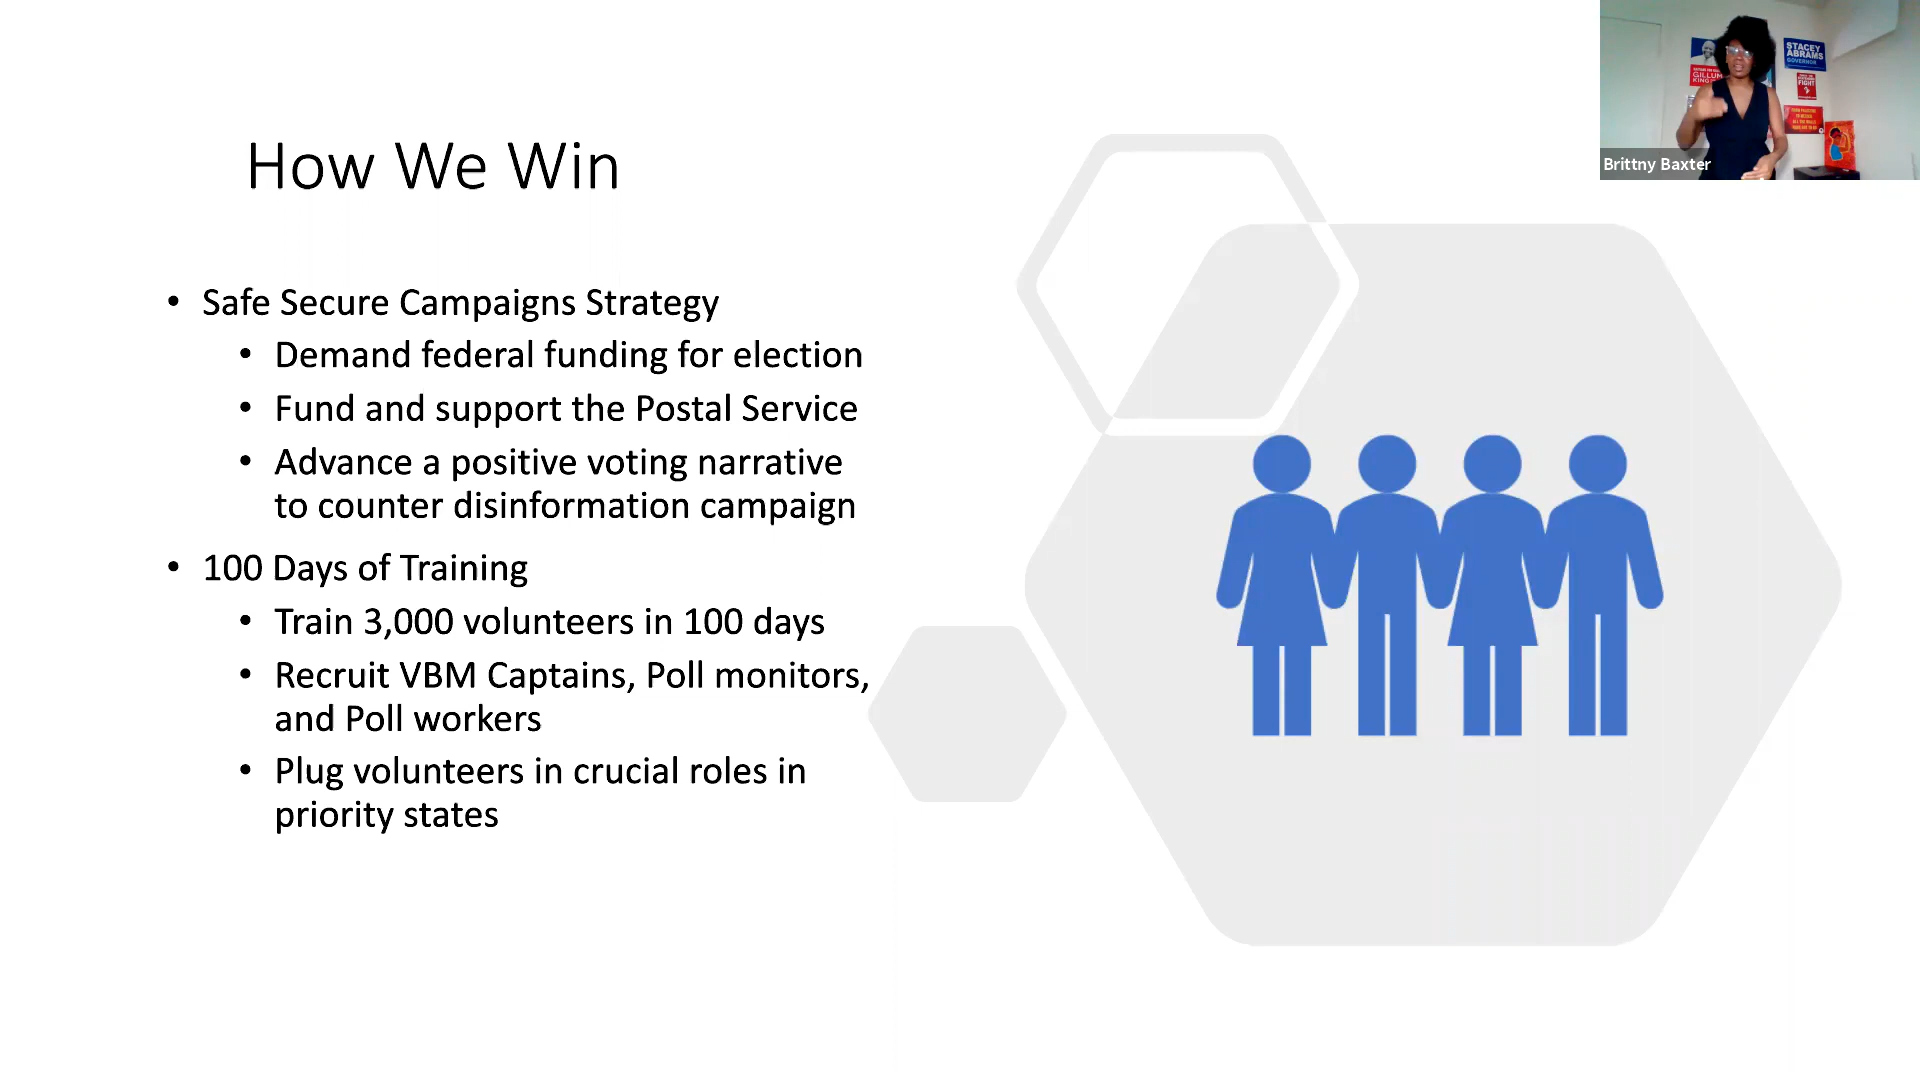 How We Win
• Safe Secure Campaigns Strategy
• Demand federal funding for election
• Fund and support the Postal Service
• Advance a positive voting narrative
to counter disinformation campaign
• 100 Days of Training
• Train 3,000 volunteers in 100 days
• Recruit VBM Captains, Poll monitors,
and Poll workers
• Plug volunteers in crucial roles in
priority states
STACEY
ABRAMS
GOVERNOR
GILLUM
FIGHT
Brittny Baxter